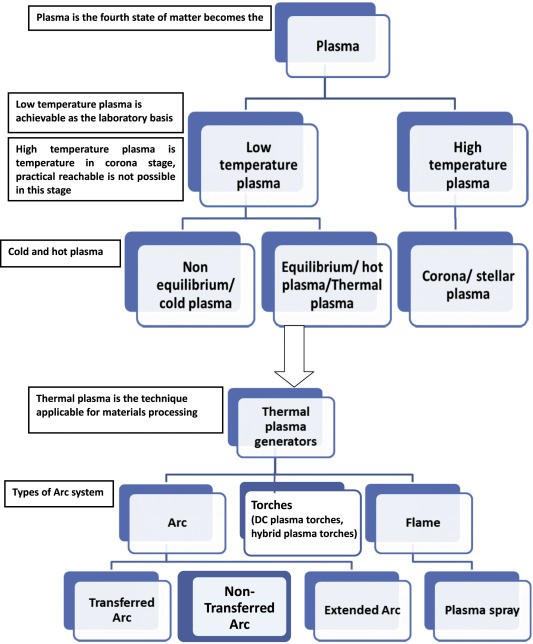 Plasma is the fourth state of matter becomes the
Plasma
Low temperature plasma is
achievable as the laboratory basis
High temperature plasma is
temperature in corona stage,
practical reachable is not possible
in this stage
Low
temperature
plasma
High
temperature
plasma
Cold and hot plasma
Non
equilibrium/
cold plasma
Equilibrium/ hot
plasma/Thermal
plasma
Corona/ stellar
plasma
Thermal plasma is the technique
applicable for materials processing
Thermal
plasma
generators
Types of Arc system
Arc
Torches
(DC plasma torches,
hybrid plasma torches)
Flame
Transferred
Arc
Non-
Transferred
Arc
Extended Arc
Plasma spray